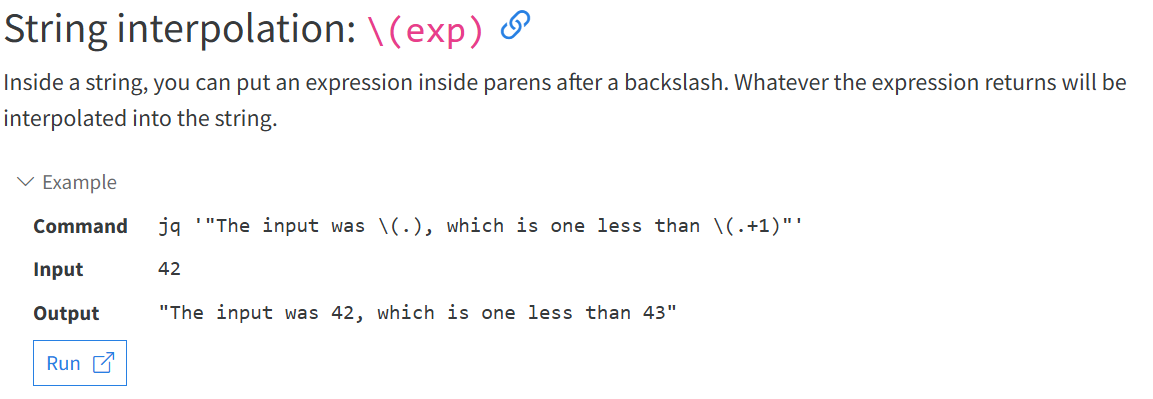 String interpolation: \(exp)
Inside a string, you can put an expression inside parens after a backslash. Whatever the expression returns will be
interpolated into the string.
Example
Command jq '"The input was \(.), which is one less than \(.+1)"'
Input 42
Output "The input was 42, which is one less than 43"
Run